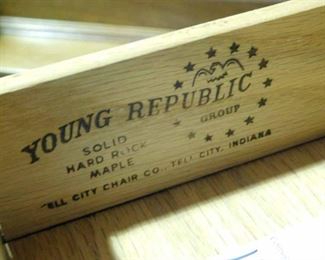 YOUNG REPUBLIC
SOLID GROUP
HARD ROCK
MAPLE
TELL CITY CHAIR CO., TELL CITY, INDIANA